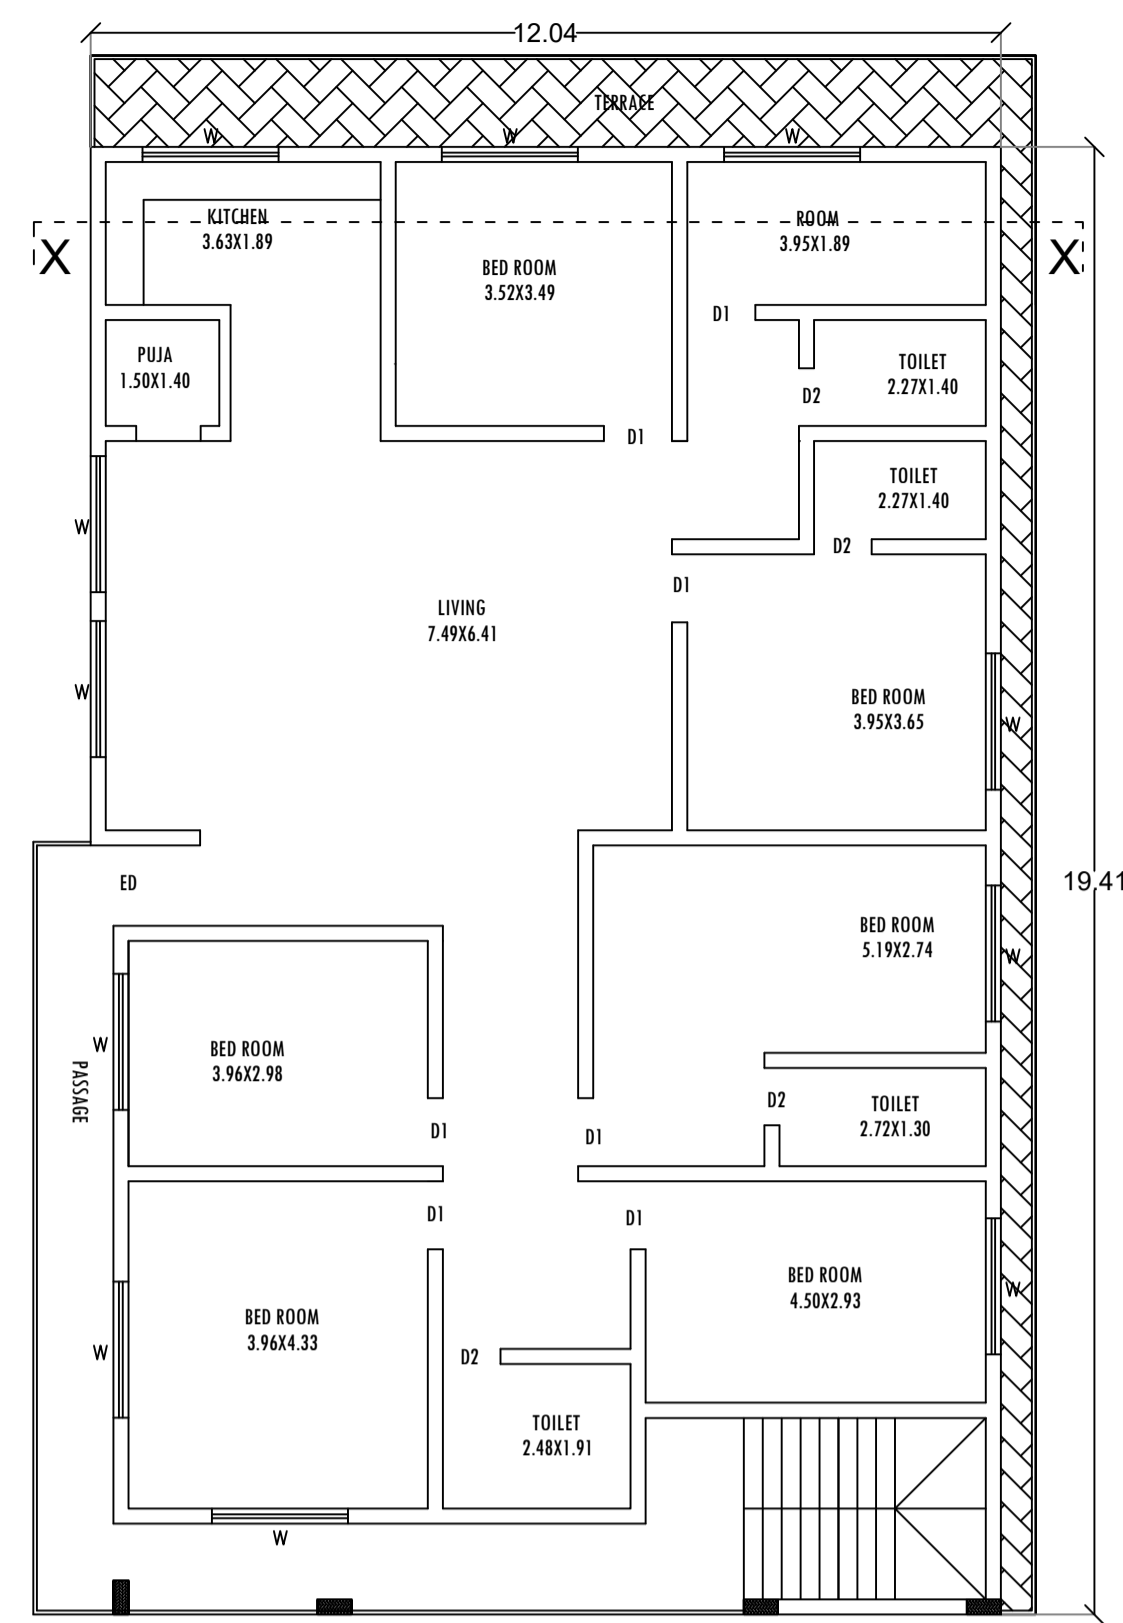 12.04
TERRACE
W
W
W
KITCHEN
3.63X1.89
ROOM
3.95X1.89
X
X
BED ROOM
3.52X3.49
D1
PUJA
1.50X1.40
TOILET
2.27X1.40
D2
D1
TOILET
2.27X1.40
W
D2
D1
LIVING
7.49X6.41
W
BED ROOM
3.95X3.65
W
ED
19.41
BED ROOM
5.19X2.74
W
W
BED ROOM
3.96X2.98
PASSAGE
D2
TOILET
2.72X1.30
D1
D1
D1
D1
BED ROOM
4.50X2.93
W
BED ROOM
3.96X4.33
W
D2
TOILET
2.48X1.91
W